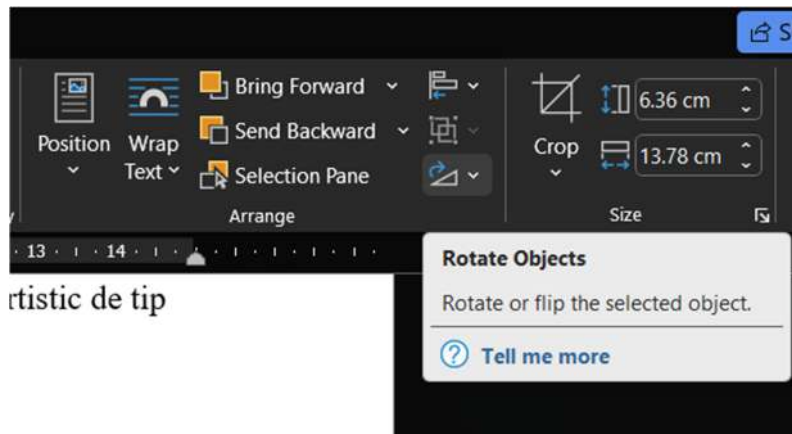 S
Position
Wrap
Text
Bring Forward
Send Backward
Selection Pane
Arrange
Crop
6.36 cm
13.78 cm
Size
13 14
Rotate Objects
Rotate or flip the selected object.
Tell me more
rtistic de tip